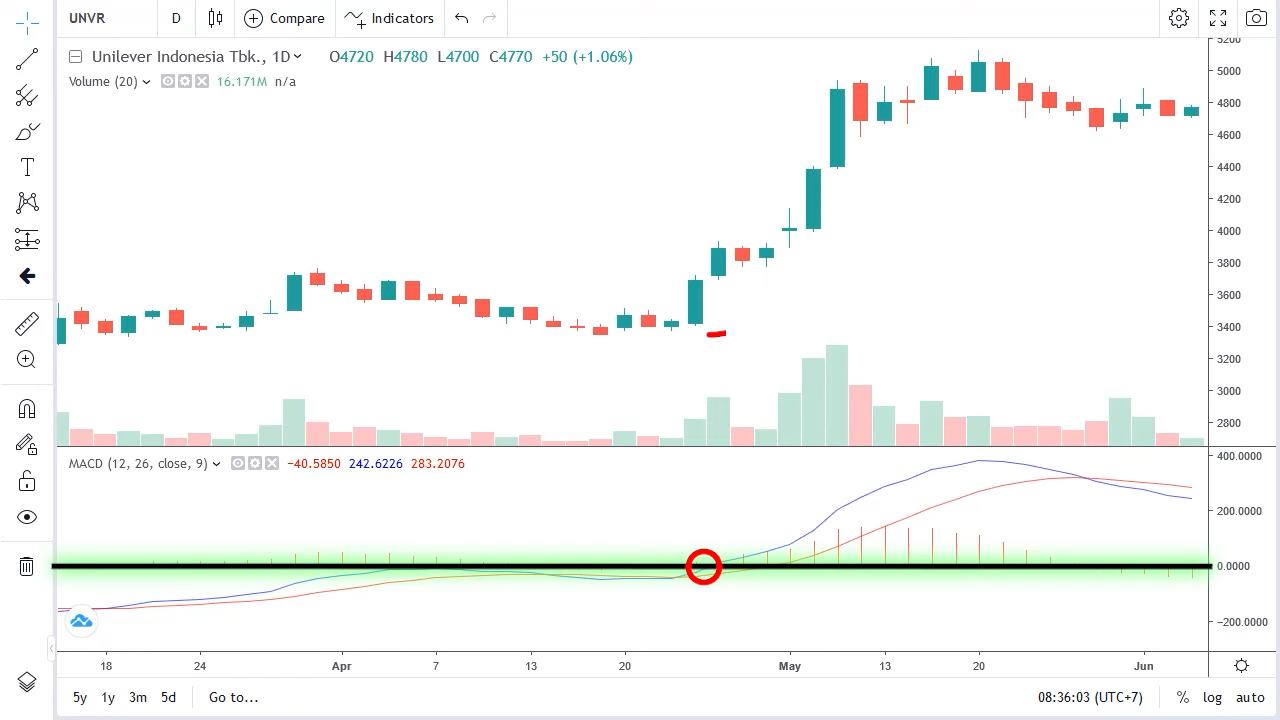 UNVR D Compare Indicators
Unilever Indonesia Tbk., 1D O4720 H4780 L4700 C4770 +50 (+1.06%)
Volume (20) 16.171M n/a
5200
5000
4800
4600
4400
4200
4000
3800
3600
3400
3200
3000
2800
MACD (12, 26, close, 9) −40.5850 242.6226 283.2076
400.0000
200.0000
0.0000
−200.0000
18 24 Apr 7 13 20 May 13 20 Jun
5y 1y 3m 5d Go to... 08:36:03 (UTC+7) % log auto